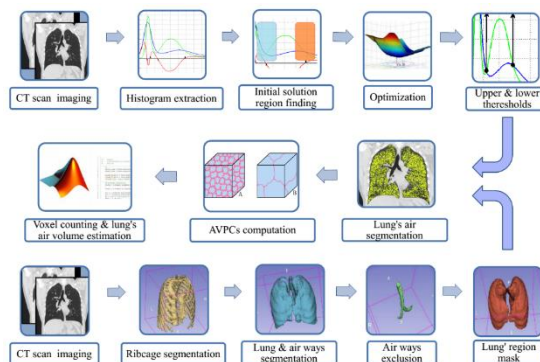 CT scan imaging
Histogram extraction
Initial solution
region finding
Optimization
Upper & lower
theresholds
Voxel counting & lung's
air volume estimation
A
B
AVPCs computation
Lung's air
segmentation
CT scan imaging
Ribcage segmentation
Lung & air ways
segmentation
Air ways
exclusion
Lung' region
mask